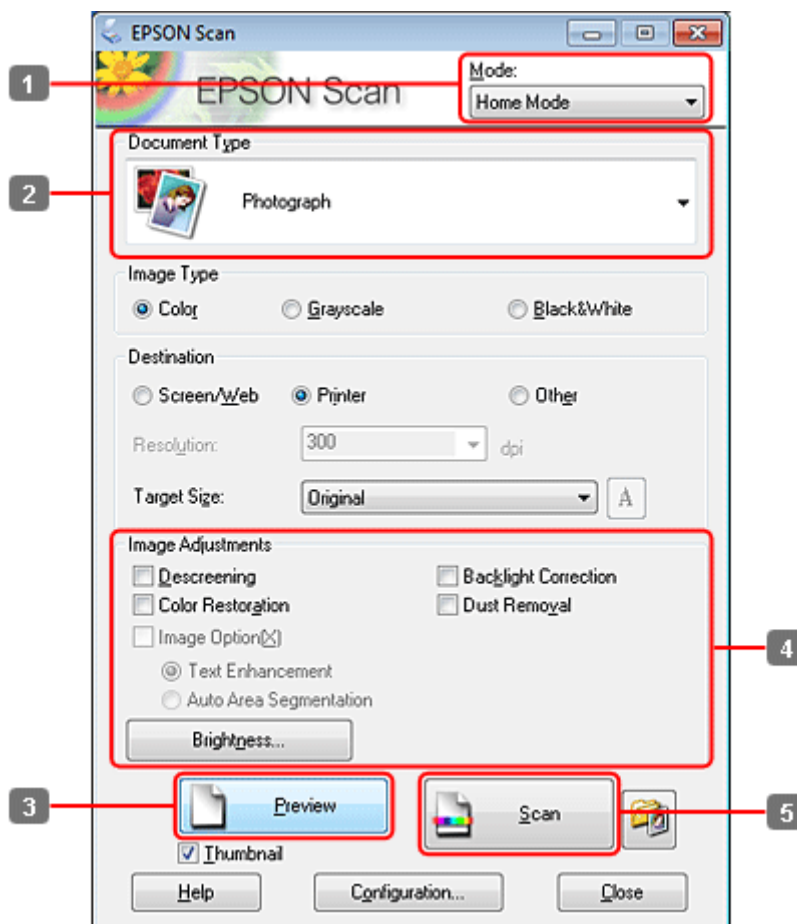 EPSON Scan
EPSON Scan
Mode:
1
Home Mode
Document Type
2
Photograph
Image Type
Color Grayscale Black&White
Destination
Screen/Web Printer Other
Resolution: 300 dpi
Target Size: Original A
Image Adjustments
Descreening Backlight Correction
Color Restoration Dust Removal
Image Option(X)
4
Text Enhancement
Auto Area Segmentation
Brightness...
3 Preview Scan 5
Thumbnail
Help Configuration... Close